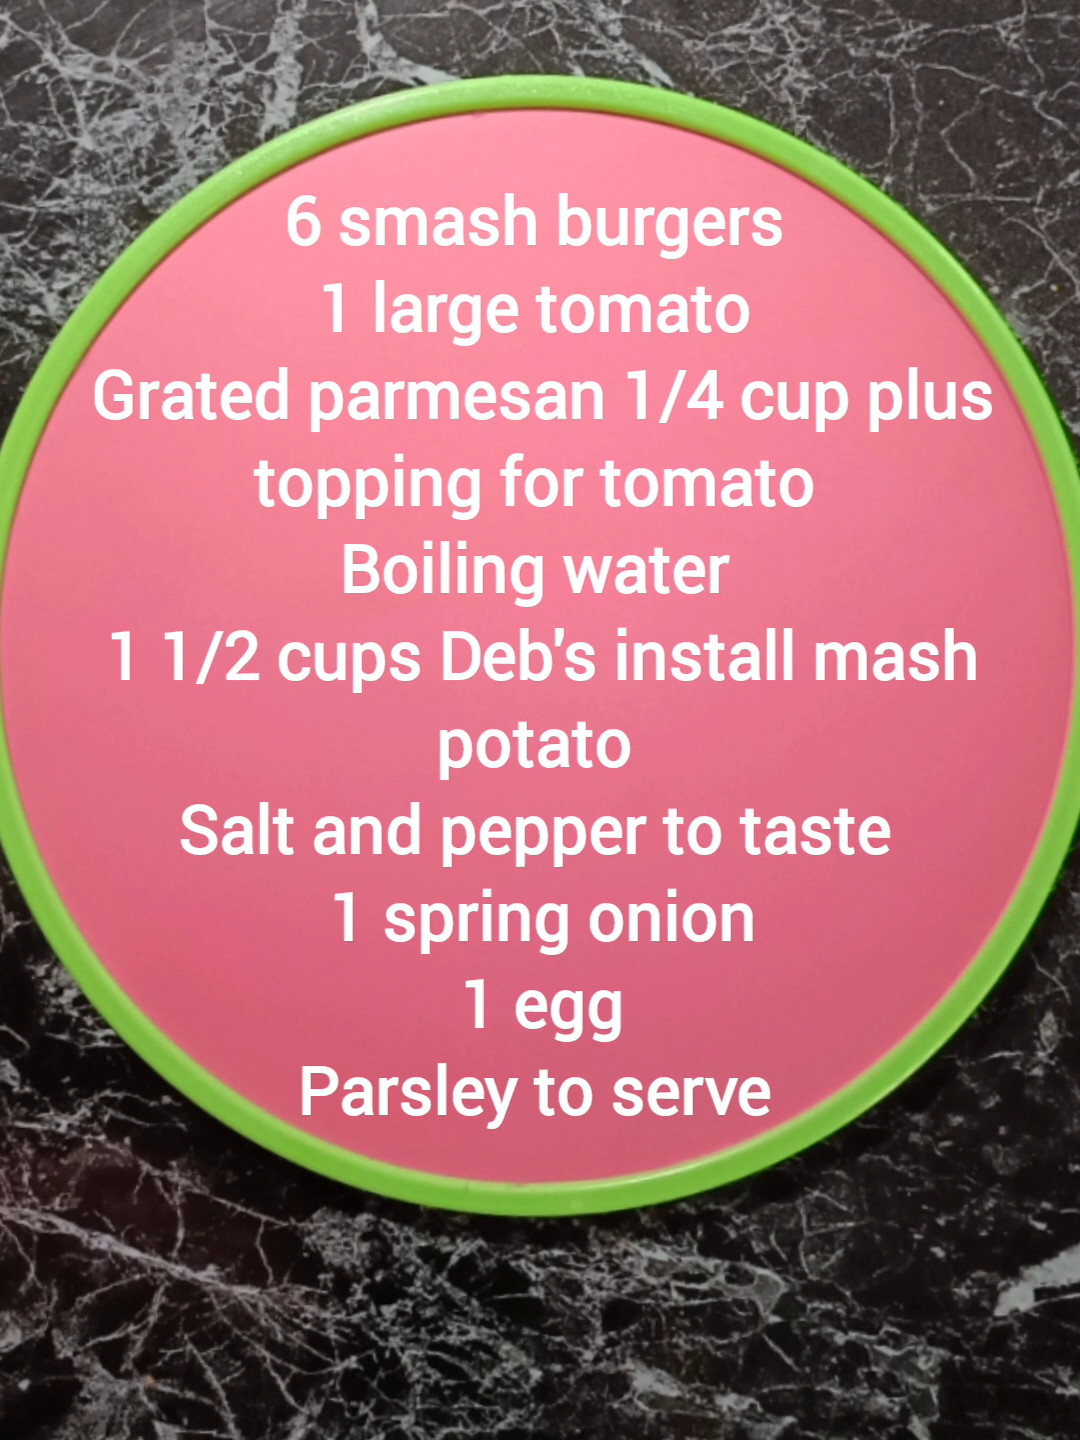 6 smash burgers
1 large tomato
Grated parmesan 1/4 cup plus
topping for tomato
Boiling water
1 1/2 cups Deb's install mash
potato
Salt and pepper to taste
1 spring onion
1 egg
Parsley to serve